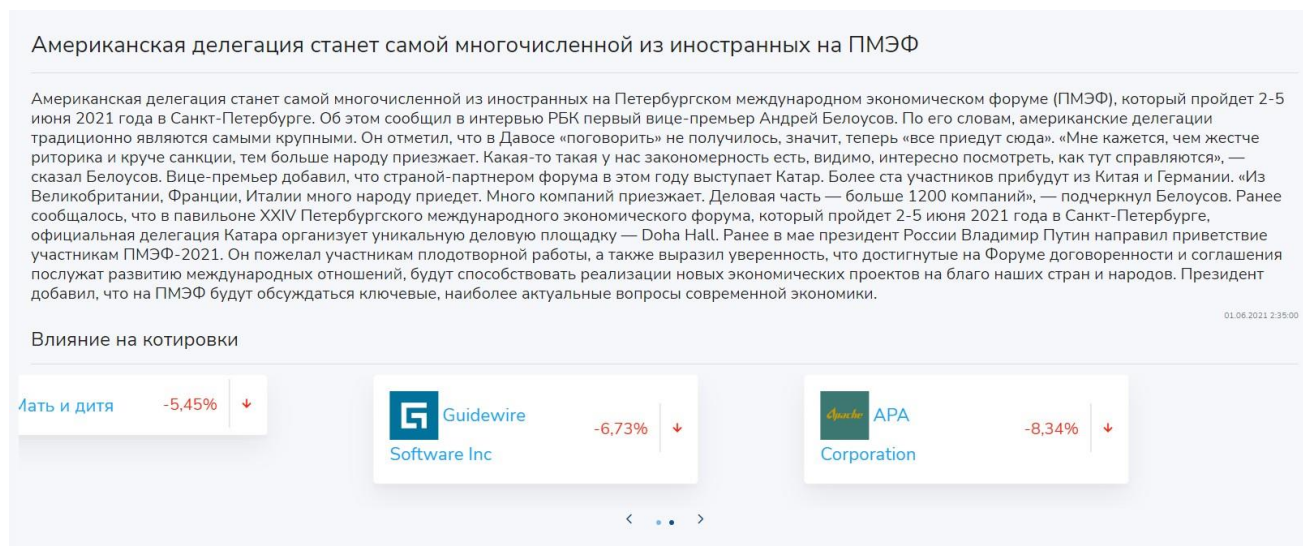 Американская делегация станет самой многочисленной из иностранных на ПМЭФ
Американская делегация станет самой многочисленной из иностранных на Петербургском международном экономическом форуме (ПМЭФ), который пройдет 2-5
июня 2021 года в Санкт-Петербурге. Об этом сообщил в интервью РБК первый вице-премьер Андрей Белоусов. По его словам, американские делегации
традиционно являются самыми крупными. Он отметил, что в Давосе «поговорить» не получилось, значит, теперь «все приедут сюда». «Мне кажется, чем жестче
риторика и круче санкции, тем больше народу приезжает. Какая-то такая у нас закономерность есть, видимо, интересно посмотреть, как тут справляются», —
сказал Белоусов. Вице-премьер добавил, что страной-партнером форума в этом году выступает Катар. Более ста участников прибудут из Китая и Германии. «Из
Великобритании, Франции, Италии много народу приедет. Много компаний приезжает. Деловая часть — больше 1200 компаний», — подчеркнул Белоусов. Ранее
сообщалось, что в павильоне XXIV Петербургского международного экономического форума, который пройдет 2-5 июня 2021 года в Санкт-Петербурге,
официальная делегация Катара организует уникальную деловую площадку — Doha Hall. Ранее в мае президент России Владимир Путин направил приветствие
участникам ПМЭФ-2021. Он пожелал участникам плодотворной работы, а также выразил уверенность, что достигнутые на Форуме договоренности и соглашения
послужат развитию международных отношений, будут способствовать реализации новых экономических проектов на благо наших стран и народов. Президент
добавил, что на ПМЭФ будут обсуждаться ключевые, наиболее актуальные вопросы современной экономики.
01.06.2021 2:35:00
Влияние на котировки
Мать и дитя -5,45%
Guidewire
Software Inc
-6,73%
Apache APA
Corporation
-8,34%